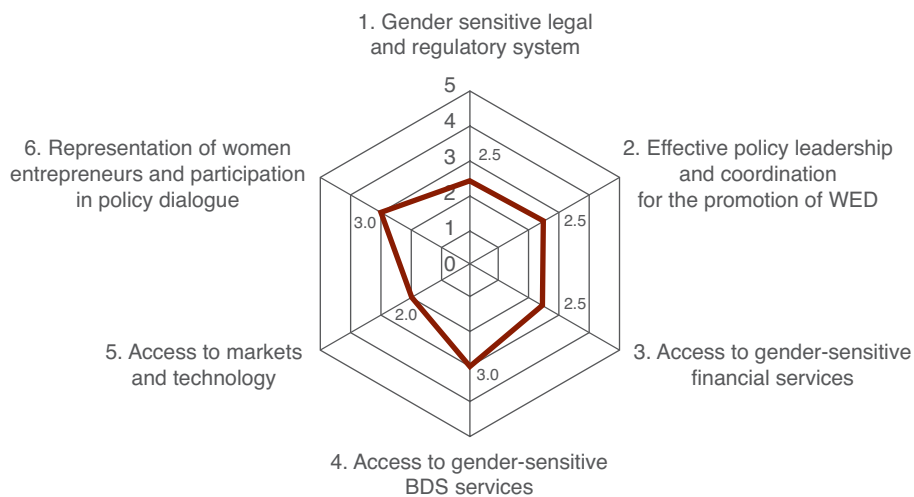 1. Gender sensitive legal
and regulatory system
5
4
3
2.5
2
1
0
2. Effective policy leadership
and coordination
for the promotion of WED
2.5
2.5
3. Access to gender-sensitive
financial services
3.0
4. Access to gender-sensitive
BDS services
2.0
5. Access to markets
and technology
6. Representation of women
entrepreneurs and participation
in policy dialogue
3.0